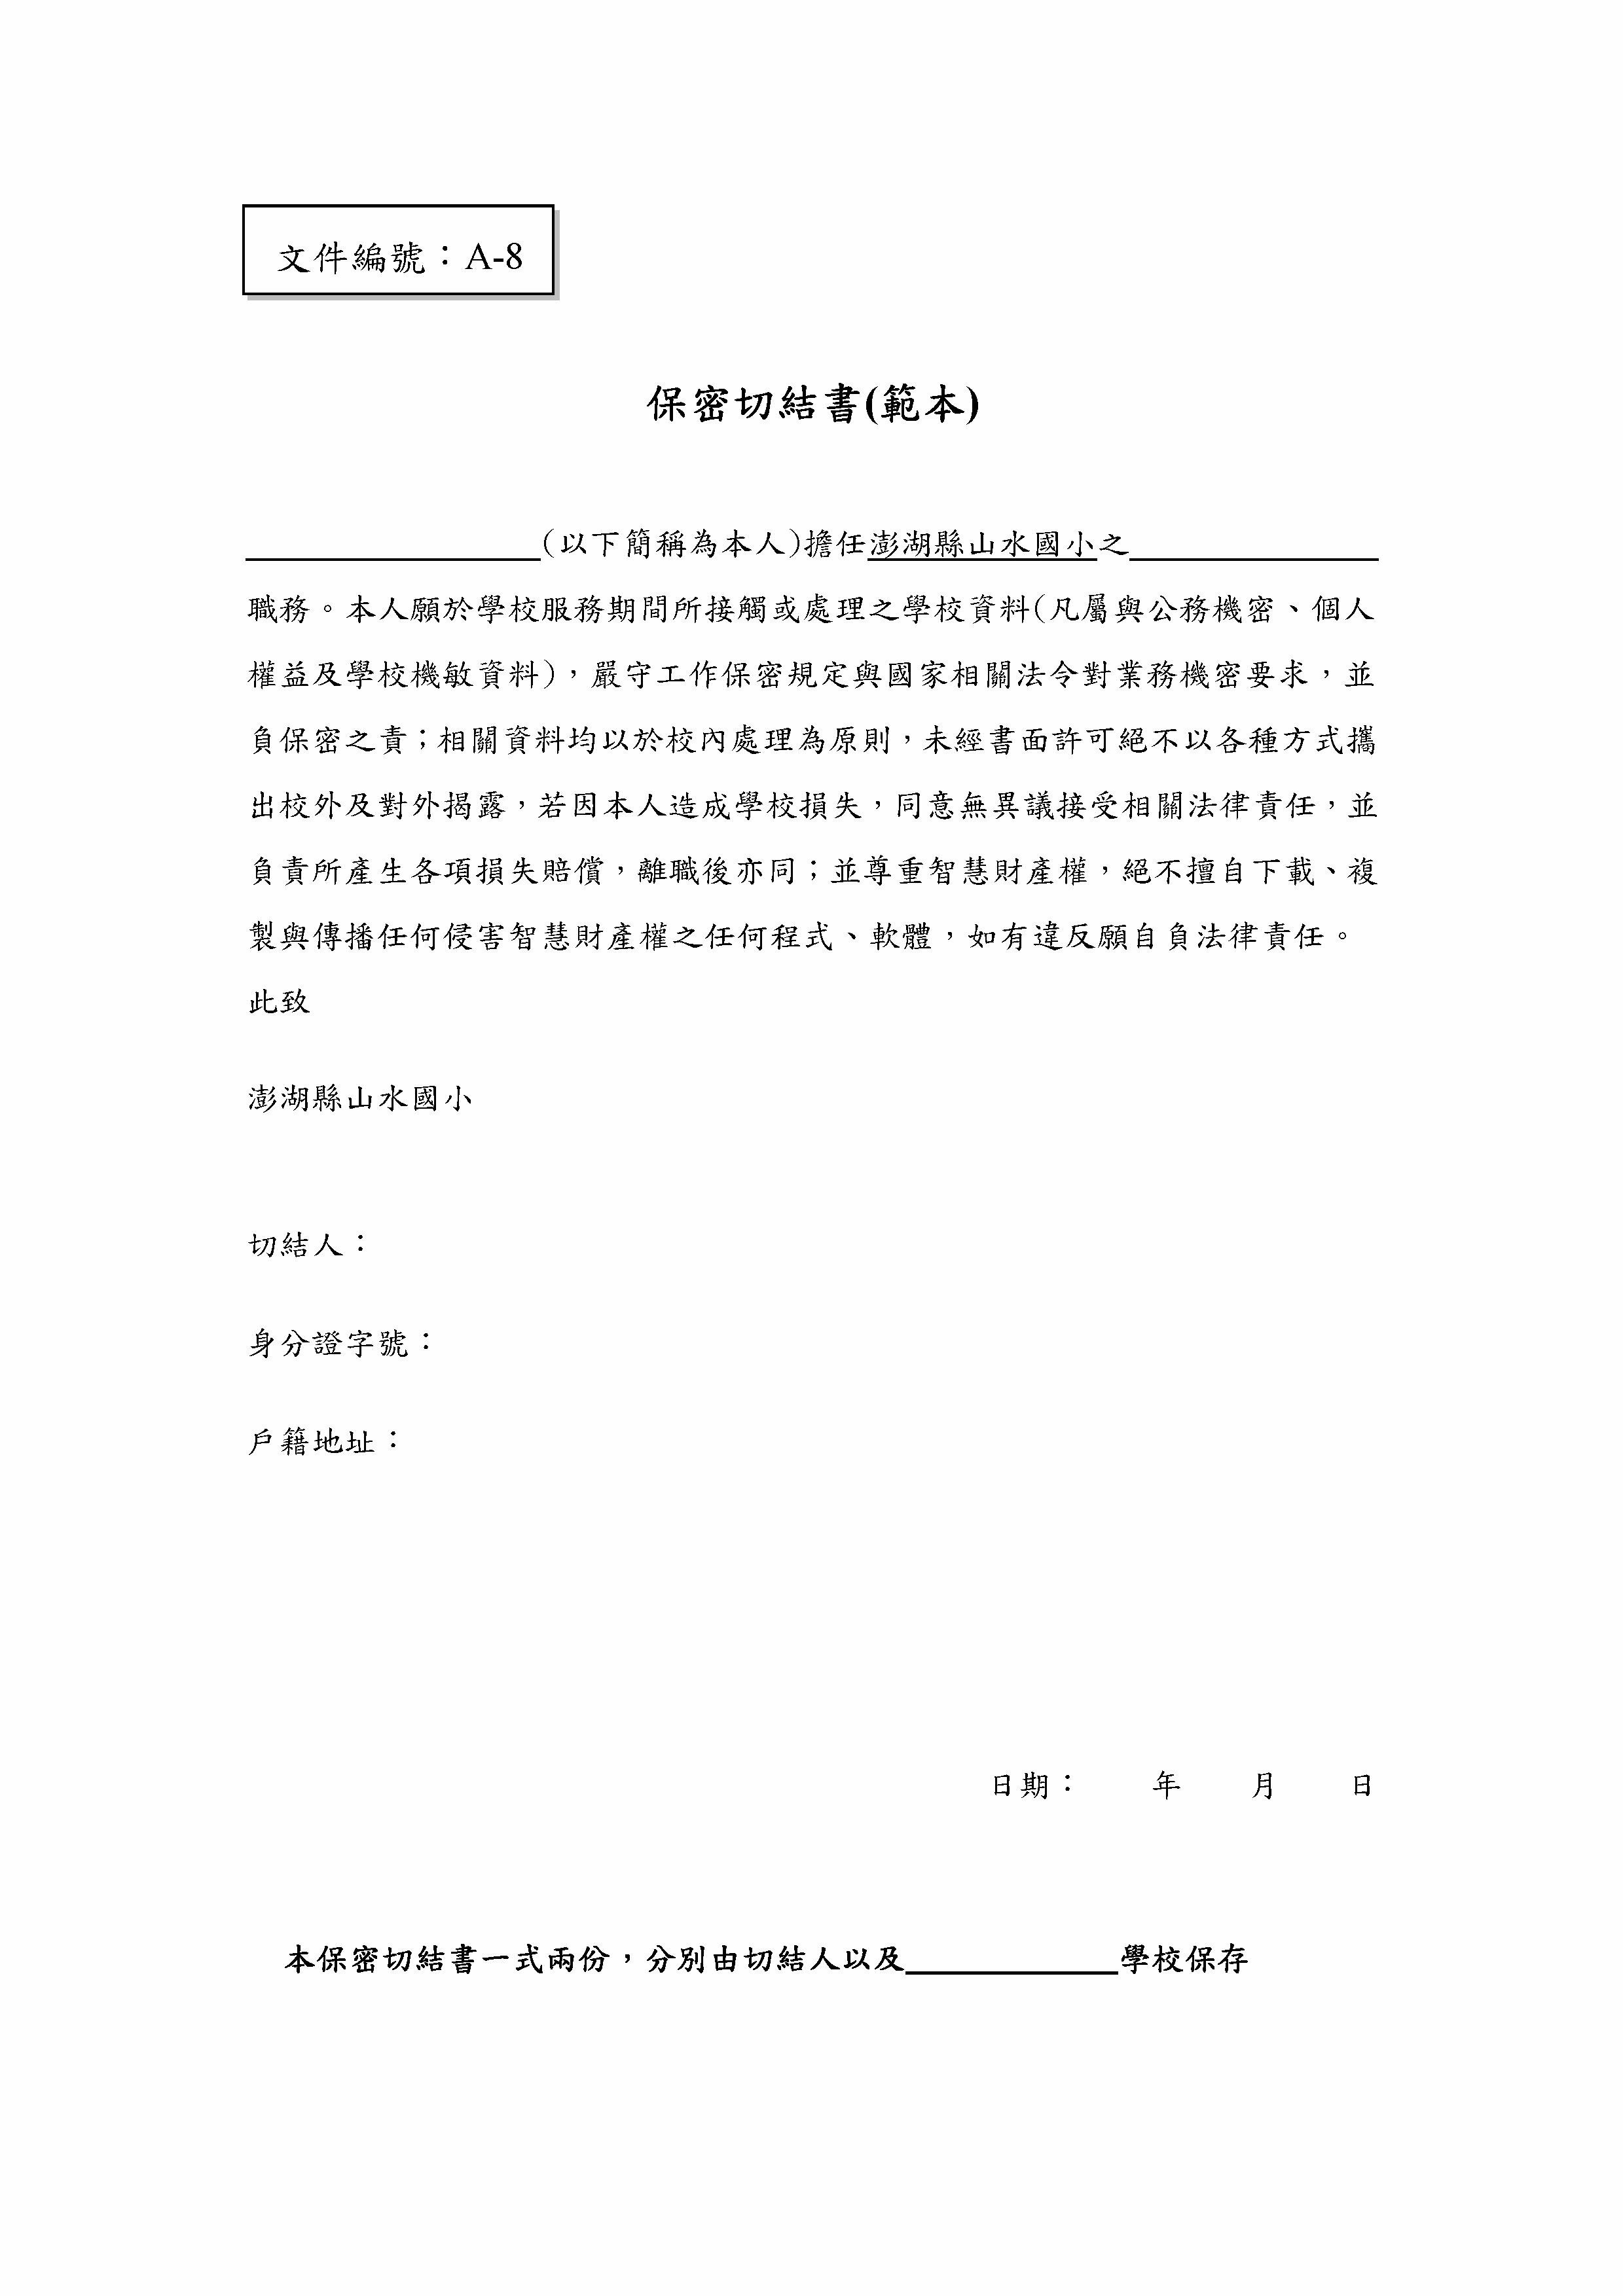 文件編號：A-8
保密切結書(範本)
(以下簡稱為本人)擔任澎湖縣山水國小之
職務。本人願於學校服務期間所接觸或處理之學校資料(凡屬與公務機密、個人
權益及學校機敏資料)，嚴守工作保密規定與國家相關法令對業務機密要求，並
負保密之責；相關資料均以於校內處理為原則，未經書面許可絕不以各種方式攜
出校外及對外揭露，若因本人造成學校損失，同意無異議接受相關法律責任，並
負責所產生各項損失賠償，離職後亦同；並尊重智慧財產權，絕不擅自下載、複
製與傳播任何侵害智慧財產權之任何程式、軟體，如有違反願自負法律責任。
此致
澎湖縣山水國小
切結人：
身分證字號：
戶籍地址：
日期： 年 月 日
本保密切結書一式兩份，分別由切結人以及 學校保存